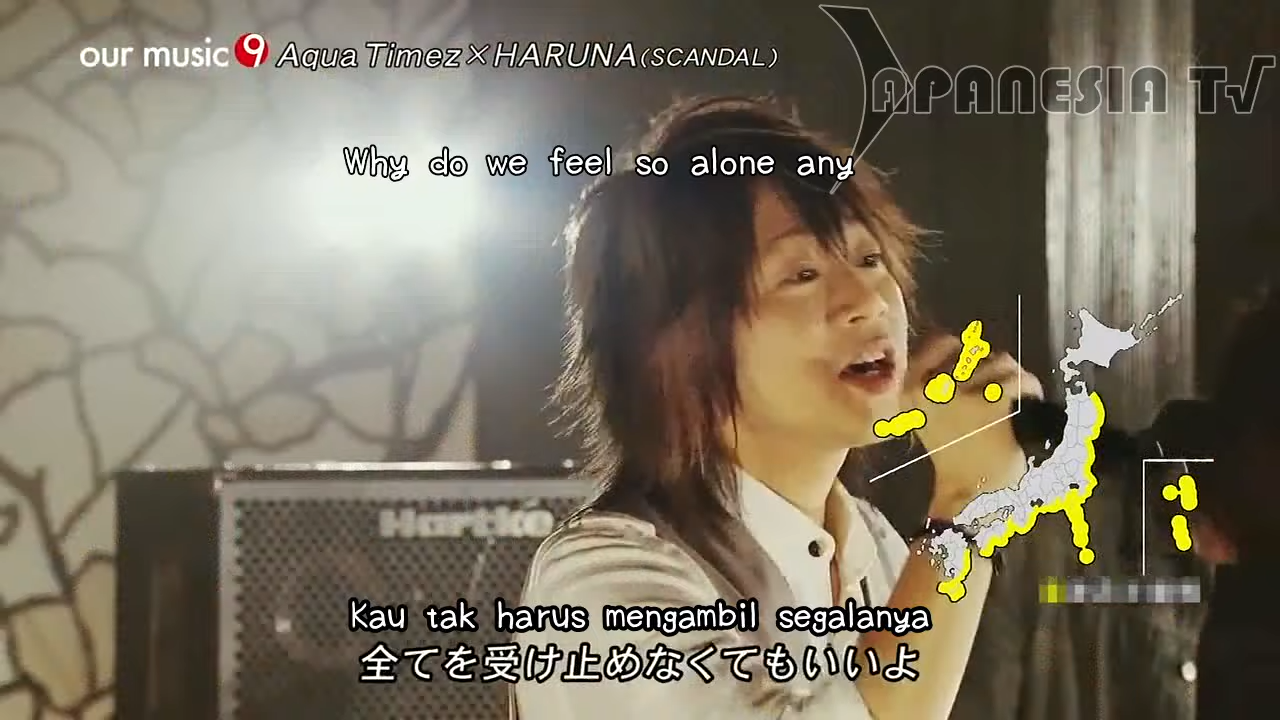 our music 9 Aqua Timez×HARUNA(SCANDAL)
JAPANESIA TV
Why do we feel so alone any
Hartke
Kau tak harus mengambil segalanya
全てを受け止めなくてもいいよ